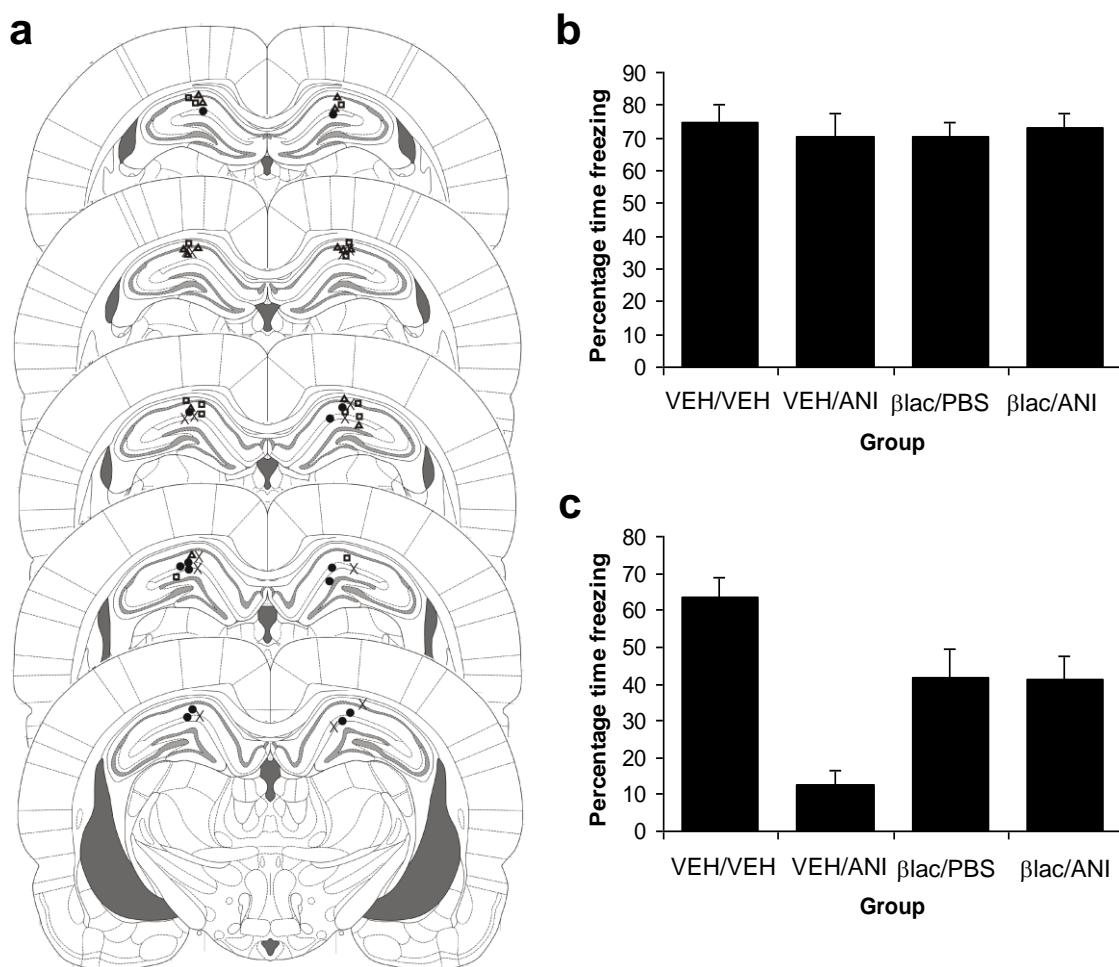 a
b
Percentage time freezing
90
80
70
60
50
40
30
20
10
0
VEH/VEH
VEH/ANI
βlac/PBS
βlac/ANI
Group
c
Percentage time freezing
80
70
60
50
40
30
20
10
0
VEH/VEH
VEH/ANI
βlac/PBS
βlac/ANI
Group